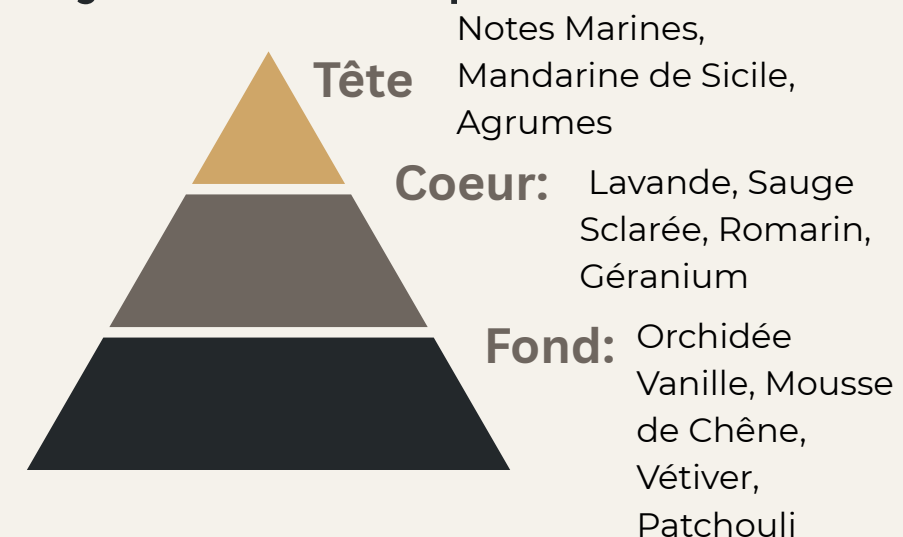 Notes Marines,
Tête
Mandarine de Sicile,
Agrumes
Coeur:
Lavande, Sauge
Sclarée, Romarin,
Géranium
Fond:
Orchidée
Vanille, Mousse
de Chêne,
Vétiver,
Patchouli